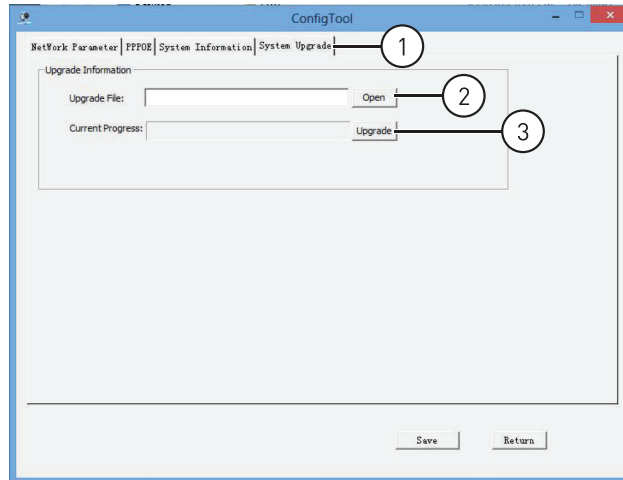 ConfigTool
NetWork Parameter PPPOE System Information System Upgrade 1
Upgrade Information
Upgrade File: Open 2
Current Progress: Upgrade 3
Save Return